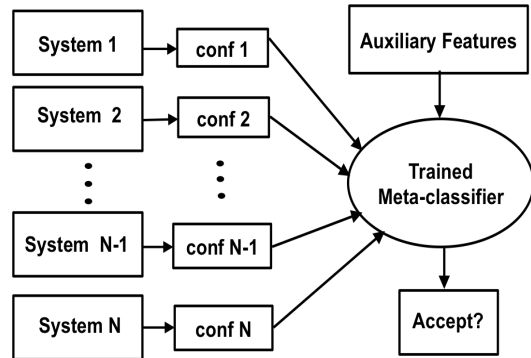 System 1
conf 1
Auxiliary Features
System 2
conf 2
Trained
Meta-classifier
System N-1
conf N-1
System N
conf N
Accept?